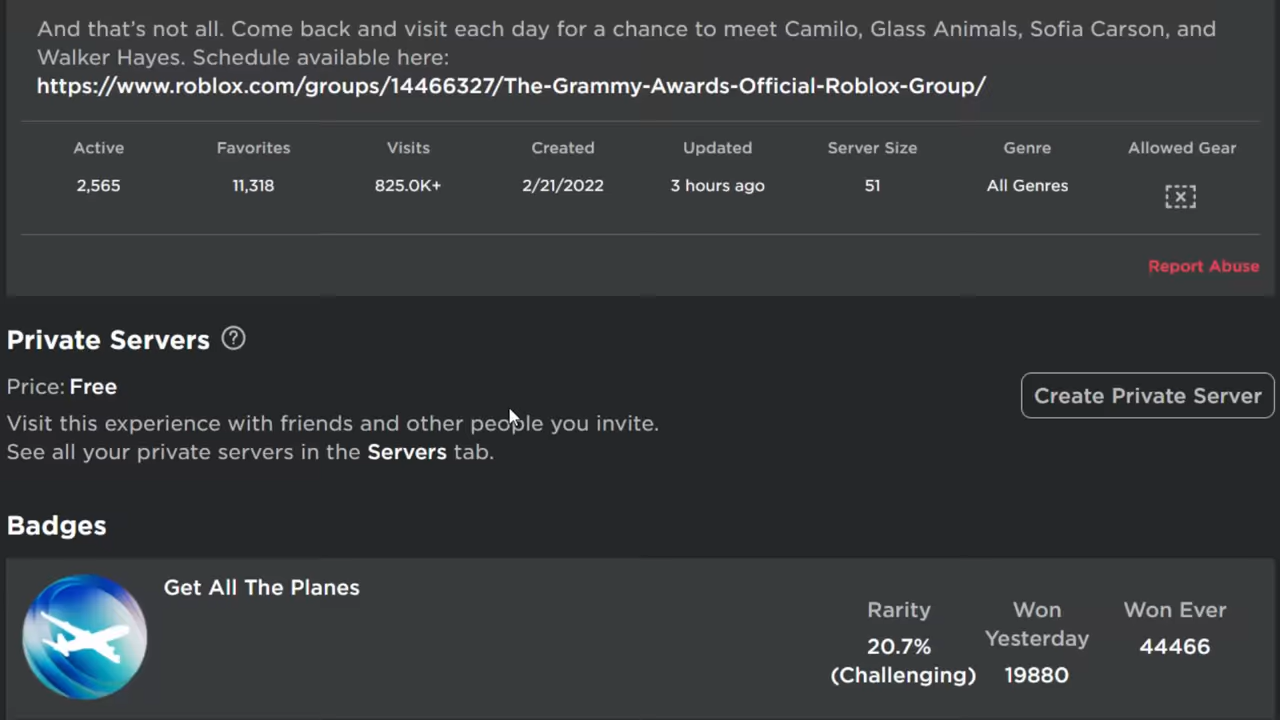 And that's not all. Come back and visit each day for a chance to meet Camilo, Glass Animals, Sofia Carson, and
Walker Hayes. Schedule available here:
https://www.roblox.com/groups/14466327/The-Grammy-Awards-Official-Roblox-Group/
Active Favorites Visits Created Updated Server Size Genre Allowed Gear
2,565 11,318 825.0K+ 2/21/2022 3 hours ago 51 All Genres
Report Abuse
Private Servers ?
Price: Free
Create Private Server
Visit this experience with friends and other people you invite.
See all your private servers in the Servers tab.
Badges
Get All The Planes
Rarity Won Yesterday Won Ever
20.7% (Challenging) 19880 44466